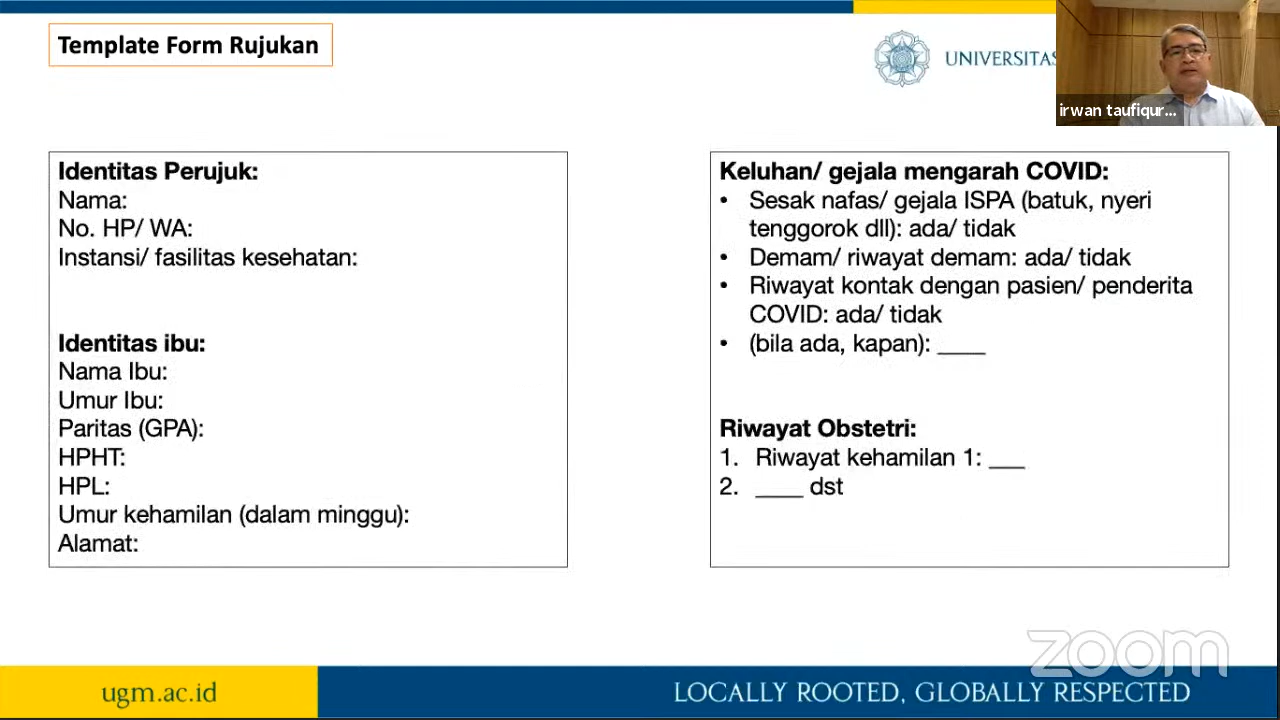 Template Form Rujukan
UNIVERSITAS
irwan taufiqur...
Identitas Perujuk:
Nama:
No. HP/ WA:
Instansi/ fasilitas kesehatan:
Identitas ibu:
Nama Ibu:
Umur Ibu:
Paritas (GPA):
HPHT:
HPL:
Umur kehamilan (dalam minggu):
Alamat:
Keluhan/ gejala mengarah COVID:
• Sesak nafas/ gejala ISPA (batuk, nyeri
tenggorok dll): ada/ tidak
• Demam/ riwayat demam: ada/ tidak
• Riwayat kontak dengan pasien/ penderita
COVID: ada/ tidak
• (bila ada, kapan): ____
Riwayat Obstetri:
1. Riwayat kehamilan 1: ___
2. ____ dst
zoom
ugm.ac.id
LOCALLY ROOTED, GLOBALLY RESPECTED